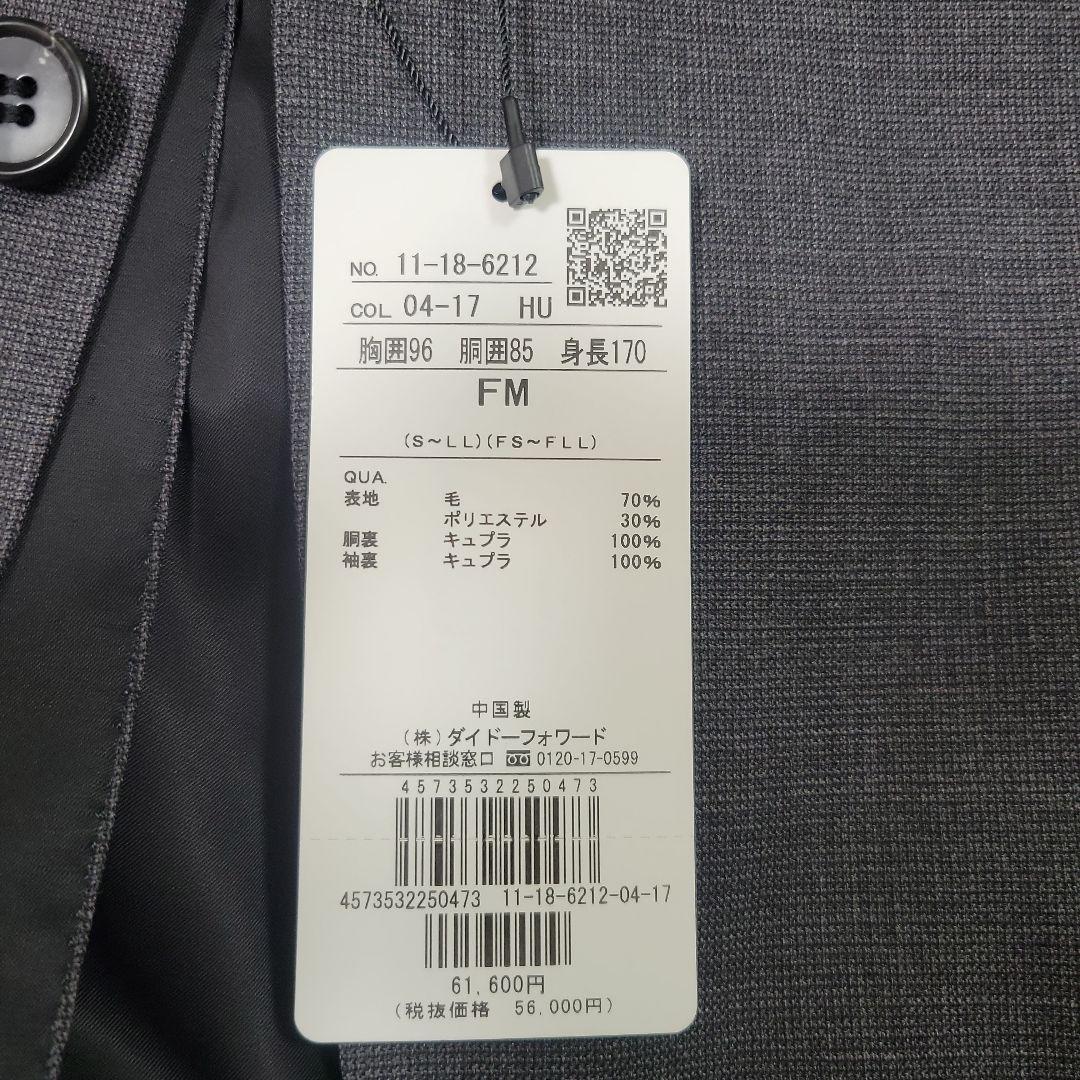 NO. 11-18-6212
COL 04-17 HU
胸囲96 胴囲85 身長170
FM
(S~LL)(FS~FLL)
QUA.
表地 毛 70%
ポリエステル 30%
胴裏 キュプラ 100%
袖裏 キュプラ 100%
中国製
(株)ダイドーフォワード
お客様相談窓口 0120-17-0599
4573532250473
4573532250473 11-18-6212-04-17
61,600円
(税抜価格 56,000円)